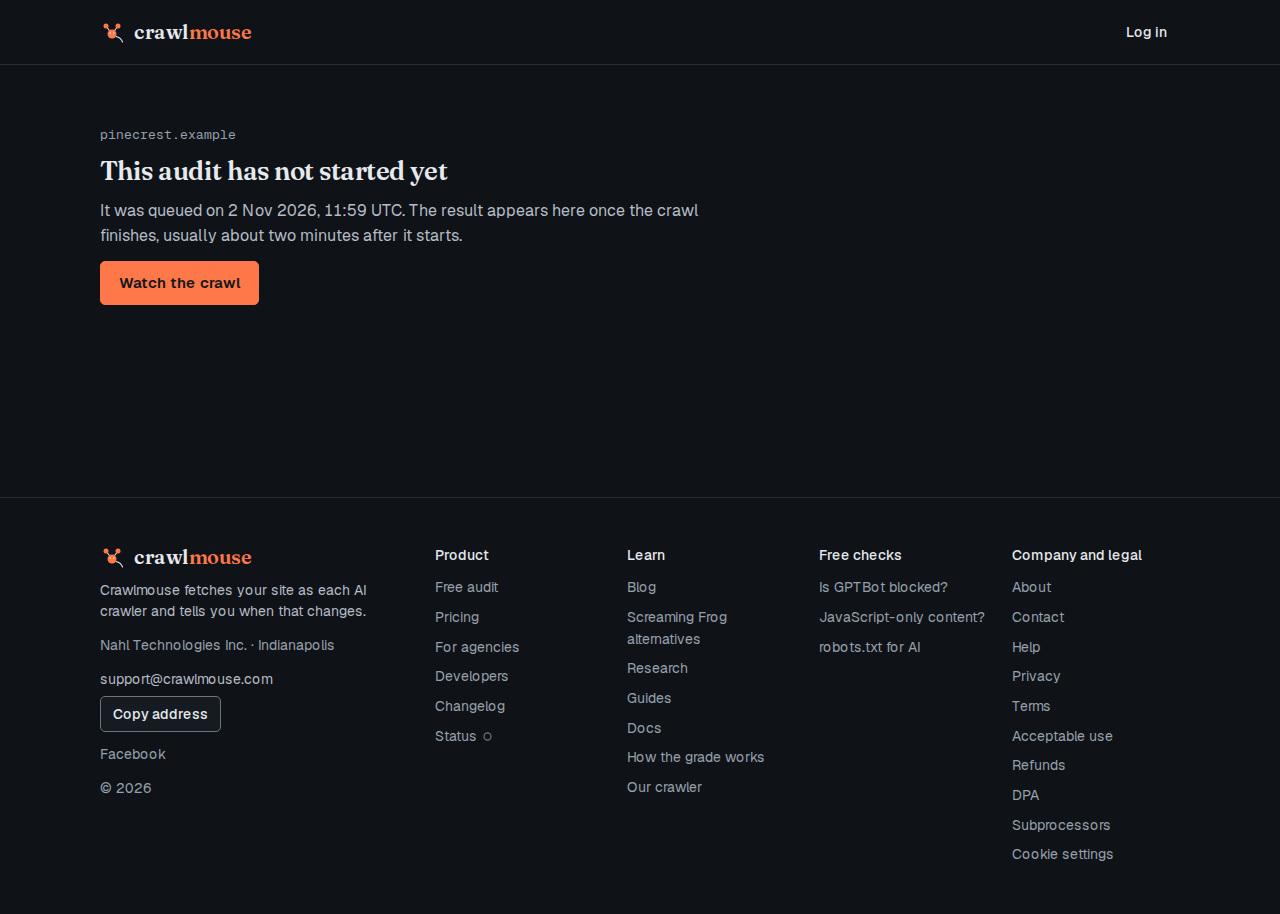 crawlmouse
Log in
pinecrest.example
This audit has not started yet
It was queued on 2 Nov 2026, 11:59 UTC. The result appears here once the crawl
finishes, usually about two minutes after it starts.
Watch the crawl
crawlmouse
Crawlmouse fetches your site as each AI
crawler and tells you when that changes.
Nahl Technologies Inc. · Indianapolis
support@crawlmouse.com
Copy address
Facebook
© 2026
Product
Free audit
Pricing
For agencies
Developers
Changelog
Status
Learn
Blog
Screaming Frog
alternatives
Research
Guides
Docs
How the grade works
Our crawler
Free checks
Is GPTBot blocked?
JavaScript-only content?
robots.txt for AI
Company and legal
About
Contact
Help
Privacy
Terms
Acceptable use
Refunds
DPA
Subprocessors
Cookie settings